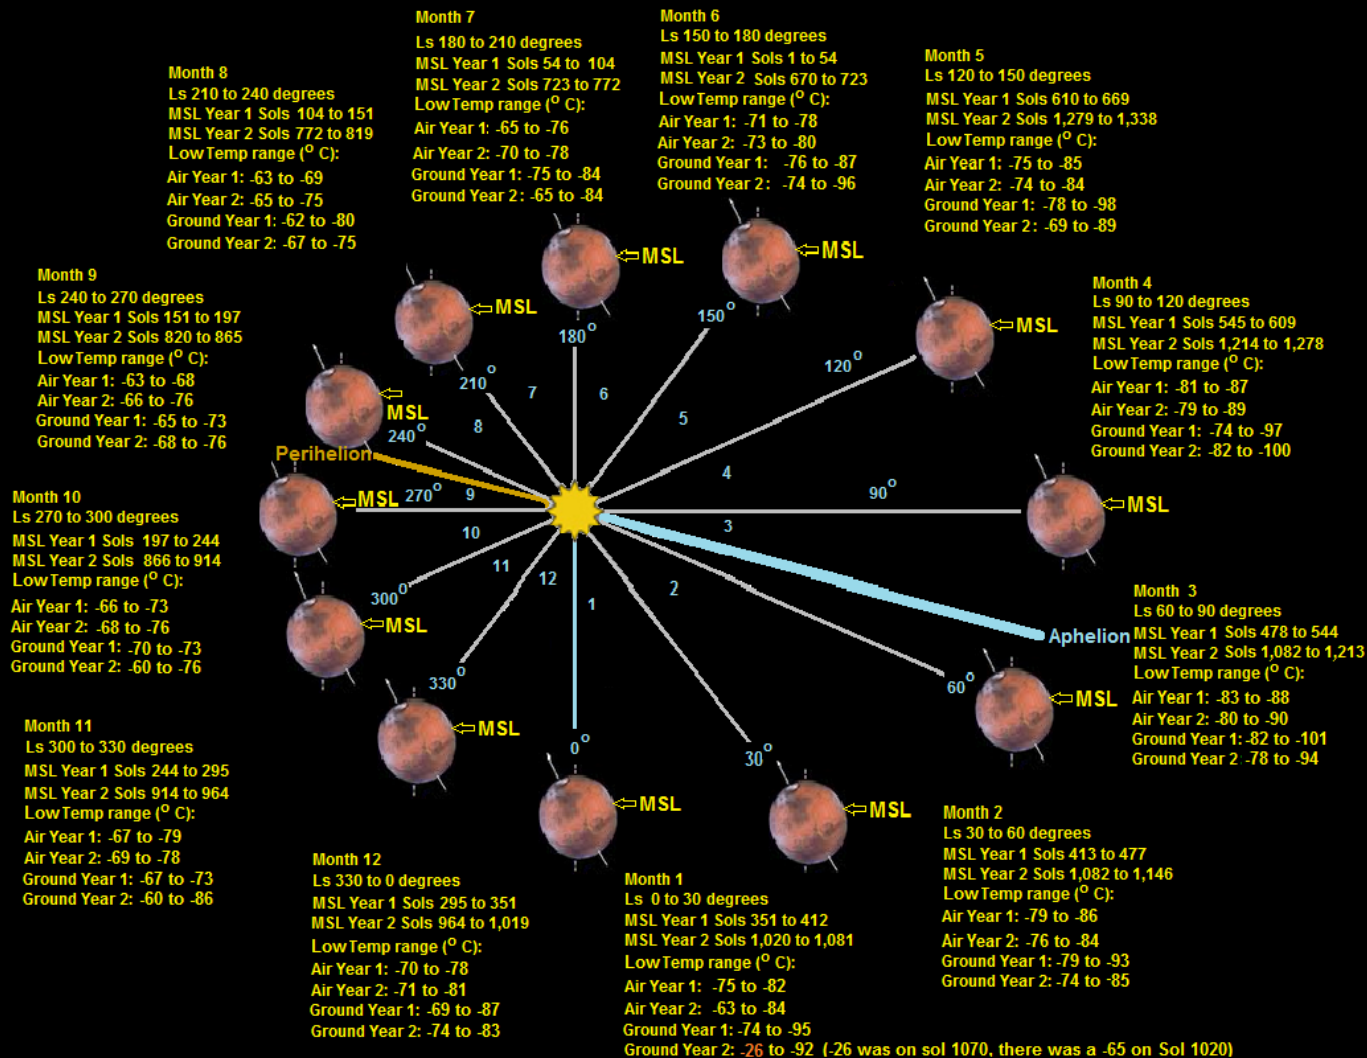 Month 7
Ls 180 to 210 degrees
MSL Year 1 Sols 54 to 104
MSL Year 2 Sols 723 to 772
Low Temp range (O C):
Air Year 1: -65 to -76
Air Year 2: -70 to -78
Ground Year 1: -75 to -84
Ground Year 2: -65 to -84
Month 6
Ls 150 to 180 degrees
MSL Year 1 Sols 1 to 54
MSL Year 2 Sols 670 to 723
Low Temp range (O C):
Air Year 1: -71 to -78
Air Year 2: -73 to -80
Ground Year 1: -76 to -87
Ground Year 2: -74 to -96
Month 5
Ls 120 to 150 degrees
MSL Year 1 Sols 610 to 669
MSL Year 2 Sols 1,279 to 1,338
Low Temp range (O C):
Air Year 1: -75 to -85
Air Year 2: -74 to -84
Ground Year 1: -78 to -98
Ground Year 2: -69 to -89
Month 8
Ls 210 to 240 degrees
MSL Year 1 Sols 104 to 151
MSL Year 2 Sols 772 to 819
Low Temp range (O C):
Air Year 1: -63 to -69
Air Year 2: -65 to -75
Ground Year 1: -62 to -80
Ground Year 2: -67 to -75
Month 9
Ls 240 to 270 degrees
MSL Year 1 Sols 151 to 197
MSL Year 2 Sols 820 to 865
Low Temp range (O C):
Air Year 1: -63 to -68
Air Year 2: -66 to -76
Ground Year 1: -65 to -73
Ground Year 2: -68 to -76
Month 4
Ls 90 to 120 degrees
MSL Year 1 Sols 545 to 609
MSL Year 2 Sols 1,214 to 1,278
Low Temp range (O C):
Air Year 1: -81 to -87
Air Year 2: -79 to -89
Ground Year 1: -74 to -97
Ground Year 2: -82 to -100
MSL
MSL
MSL
MSL
MSL
MSL
MSL
MSL
MSL
MSL
MSL
MSL
180°
150°
120°
210°
240°
270°
90°
300°
330°
0°
30°
60°
7
6
8
5
4
9
3
10
11
12
1
2
Perihelion
Aphelion
Month 10
Ls 270 to 300 degrees
MSL Year 1 Sols 197 to 244
MSL Year 2 Sols 866 to 914
Low Temp range (O C):
Air Year 1: -66 to -73
Air Year 2: -68 to -76
Ground Year 1: -70 to -73
Ground Year 2: -60 to -76
Month 3
Ls 60 to 90 degrees
MSL Year 1 Sols 478 to 544
MSL Year 2 Sols 1,082 to 1,213
Low Temp range (O C):
Air Year 1: -83 to -88
Air Year 2: -80 to -90
Ground Year 1: -82 to -101
Ground Year 2: -78 to -94
Month 11
Ls 300 to 330 degrees
MSL Year 1 Sols 244 to 295
MSL Year 2 Sols 914 to 964
Low Temp range (O C):
Air Year 1: -67 to -79
Air Year 2: -69 to -78
Ground Year 1: -67 to -73
Ground Year 2: -60 to -86
Month 12
Ls 330 to 0 degrees
MSL Year 1 Sols 295 to 351
MSL Year 2 Sols 964 to 1,019
Low Temp range (O C):
Air Year 1: -70 to -78
Air Year 2: -71 to -81
Ground Year 1: -69 to -87
Ground Year 2: -74 to -83
Month 1
Ls 0 to 30 degrees
MSL Year 1 Sols 351 to 412
MSL Year 2 Sols 1,020 to 1,081
Low Temp range (O C):
Air Year 1: -75 to -82
Air Year 2: -63 to -84
Ground Year 1: -74 to -95
Ground Year 2: -26 to -92 (-26 was on sol 1070, there was a -65 on Sol 1020)
Month 2
Ls 30 to 60 degrees
MSL Year 1 Sols 413 to 477
MSL Year 2 Sols 1,082 to 1,146
Low Temp range (O C):
Air Year 1: -79 to -86
Air Year 2: -76 to -84
Ground Year 1: -79 to -93
Ground Year 2: -74 to -85